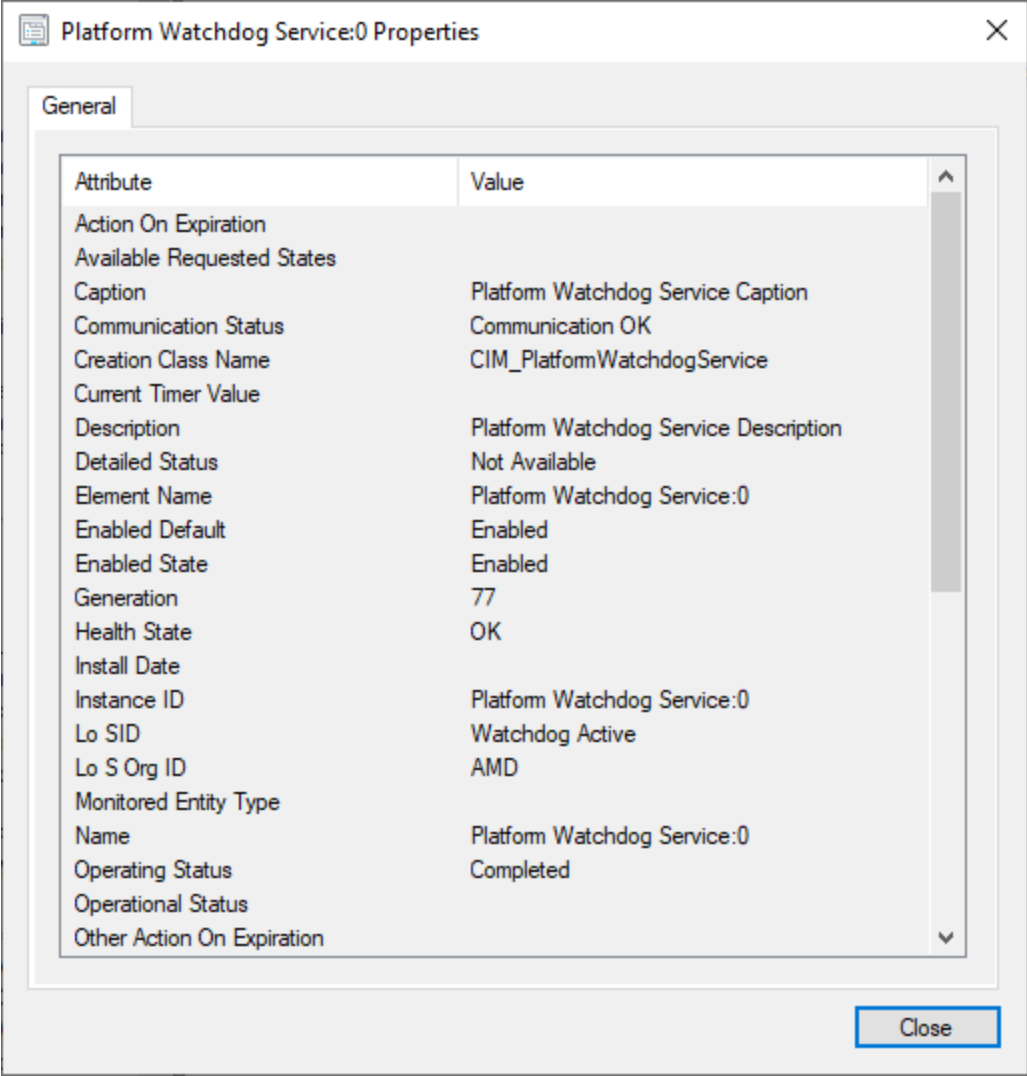 Platform Watchdog Service:0 Properties
General
Attribute Value
Action On Expiration
Available Requested States
Caption Platform Watchdog Service Caption
Communication Status Communication OK
Creation Class Name CIM_PlatformWatchdogService
Current Timer Value
Description Platform Watchdog Service Description
Detailed Status Not Available
Element Name Platform Watchdog Service:0
Enabled Default Enabled
Enabled State Enabled
Generation 77
Health State OK
Install Date
Instance ID Platform Watchdog Service:0
Lo SID Watchdog Active
Lo S Org ID AMD
Monitored Entity Type
Name Platform Watchdog Service:0
Operating Status Completed
Operational Status
Other Action On Expiration
Close